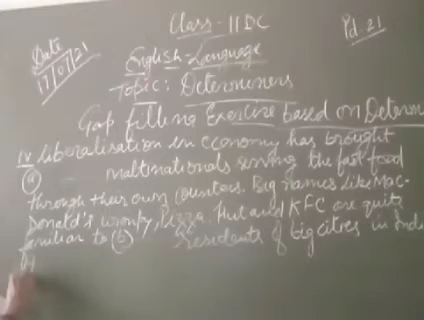 Class - 11 DC
Pd. 21
Date
17/07/21
English-Language
Topic: Determiners
Gap filling Exercise based on Determ
iv Liberalisation in economy has brought
(a) multinationals serving the fast food
through their own counters. Big names like Mac-
Donald's Wimpy, Pizza Hut and KFC are quite
familiar to (b) residents of big cities in Indi